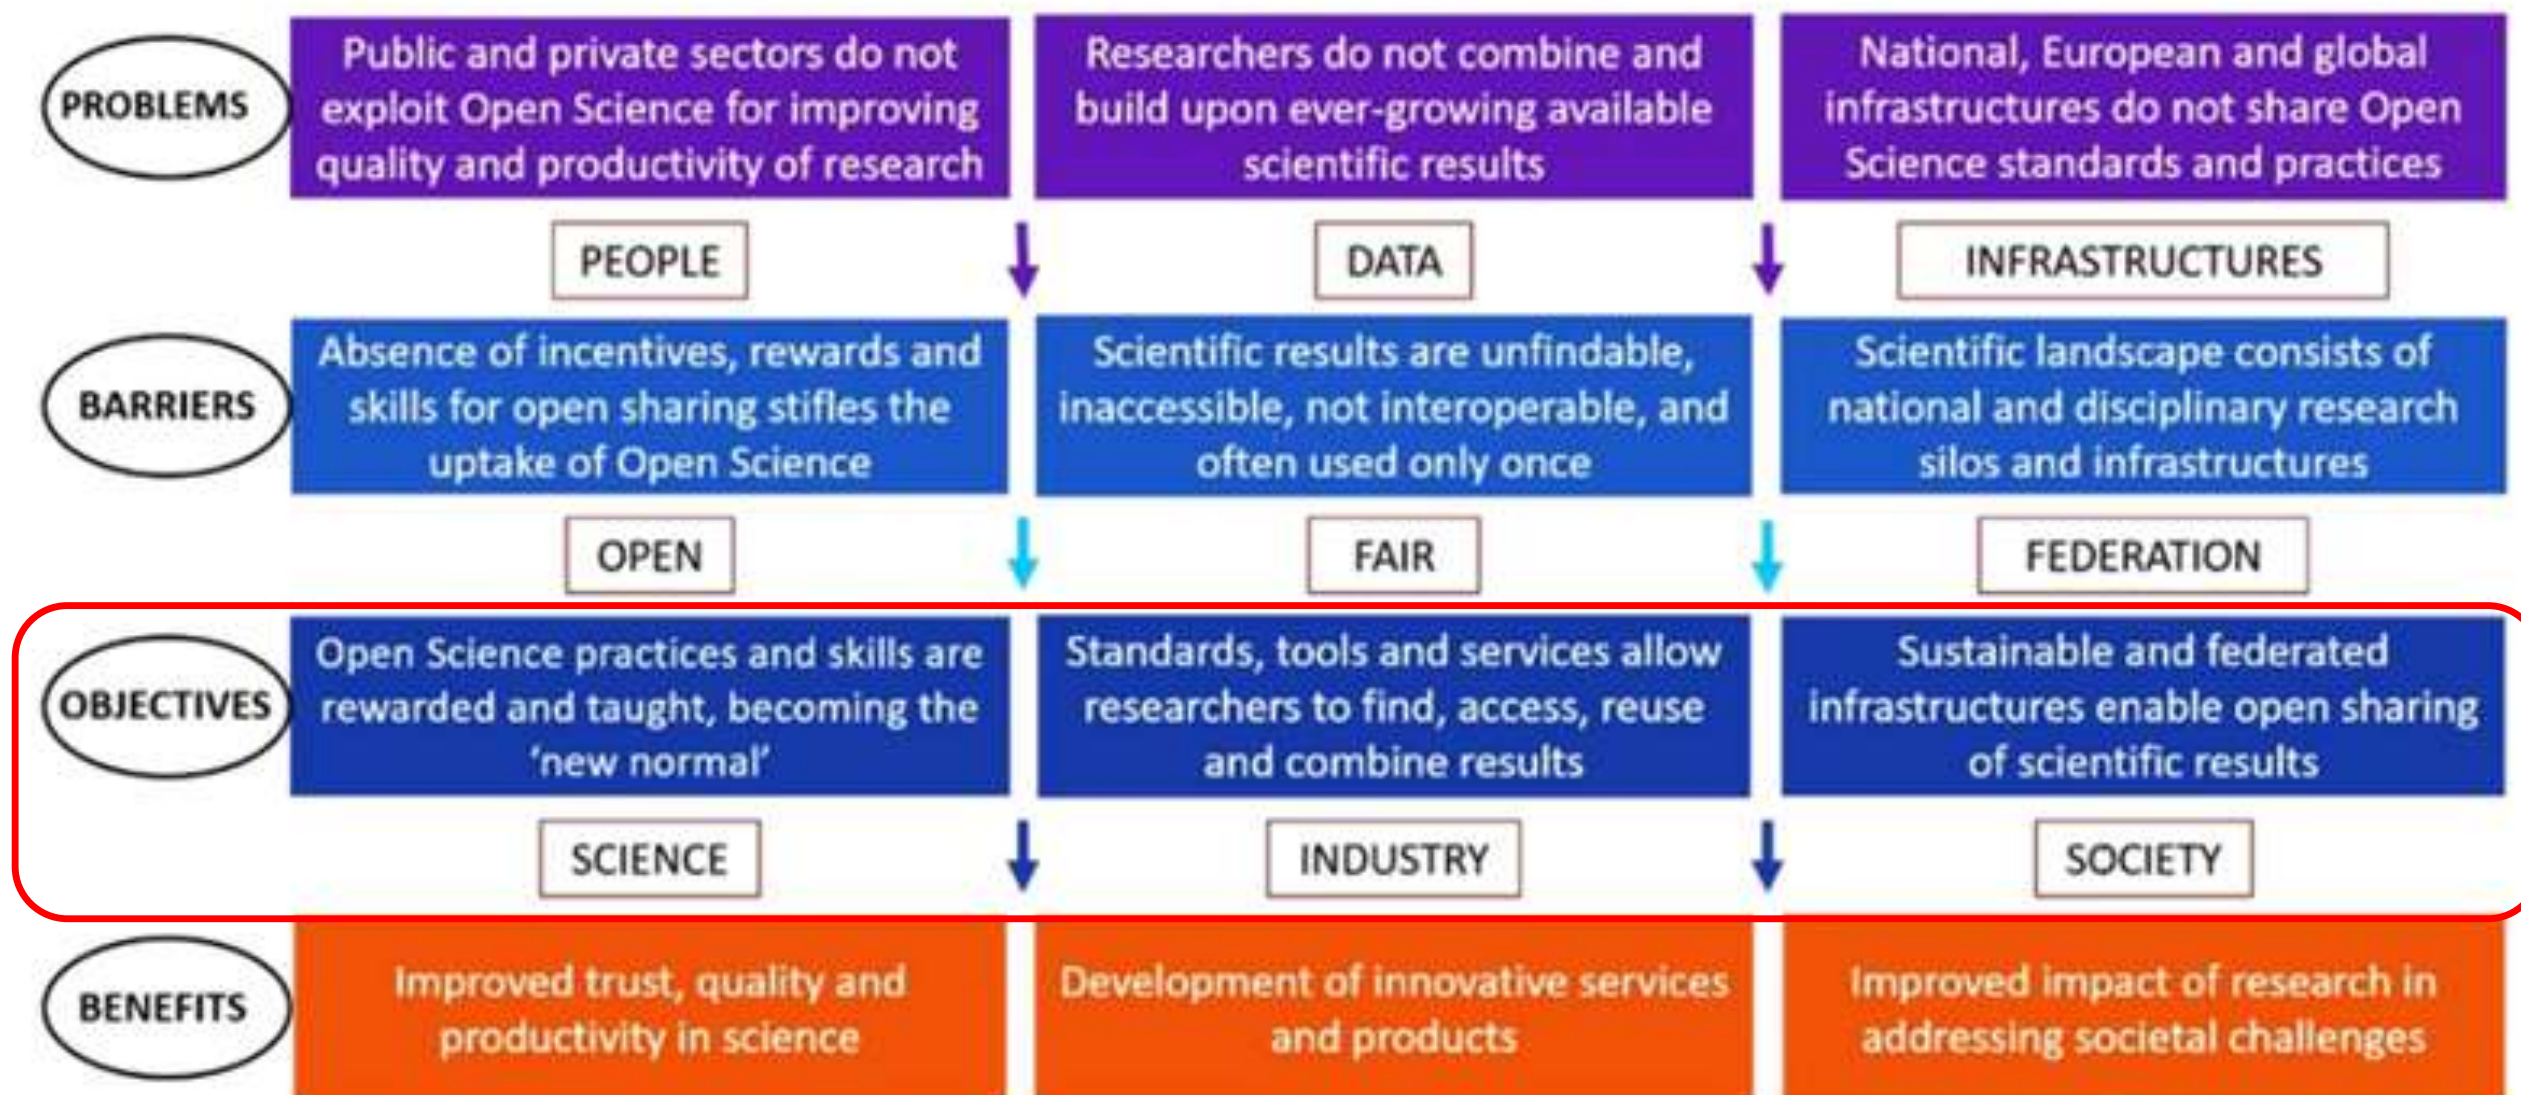 PROBLEMS
Public and private sectors do not
exploit Open Science for improving
quality and productivity of research
Researchers do not combine and
build upon ever-growing available
scientific results
National, European and global
infrastructures do not share Open
Science standards and practices
PEOPLE
DATA
INFRASTRUCTURES
BARRIERS
Absence of incentives, rewards and
skills for open sharing stifles the
uptake of Open Science
Scientific results are unfindable,
inaccessible, not interoperable, and
often used only once
Scientific landscape consists of
national and disciplinary research
silos and infrastructures
OPEN
FAIR
FEDERATION
OBJECTIVES
Open Science practices and skills are
rewarded and taught, becoming the
‘new normal’
Standards, tools and services allow
researchers to find, access, reuse
and combine results
Sustainable and federated
infrastructures enable open sharing
of scientific results
SCIENCE
INDUSTRY
SOCIETY
BENEFITS
Improved trust, quality and
productivity in science
Development of innovative services
and products
Improved impact of research in
addressing societal challenges